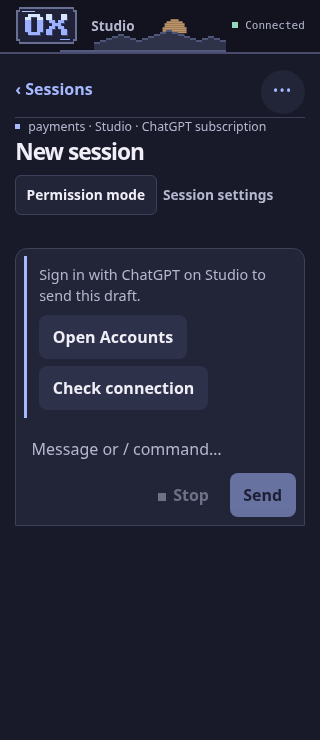 OX Studio Connected
‹ Sessions
payments · Studio · ChatGPT subscription
New session
Permission mode Session settings
Sign in with ChatGPT on Studio to
send this draft.
Open Accounts
Check connection
Message or / command...
Stop Send